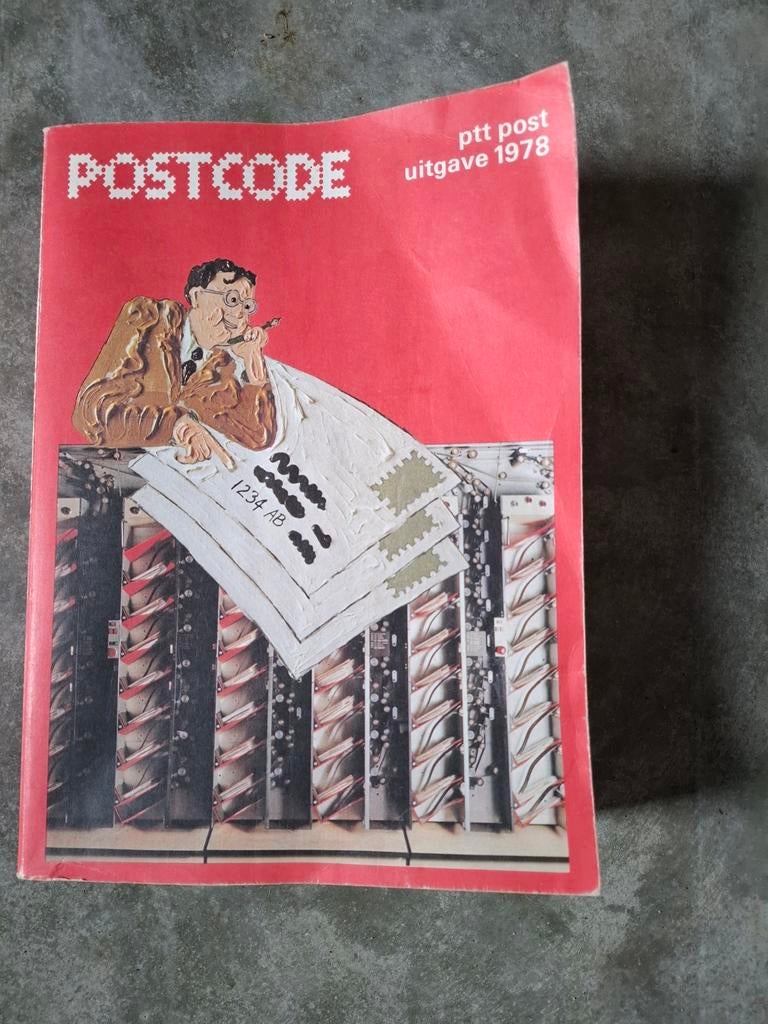 POSTCODE
ptt post
uitgave 1978
1234 AB